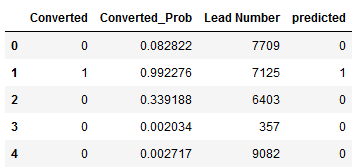 Converted Converted_Prob Lead Number predicted
0 0 0.082822 7709 0
1 1 0.992276 7125 1
2 0 0.339188 6403 0
3 0 0.002034 357 0
4 0 0.002717 9082 0